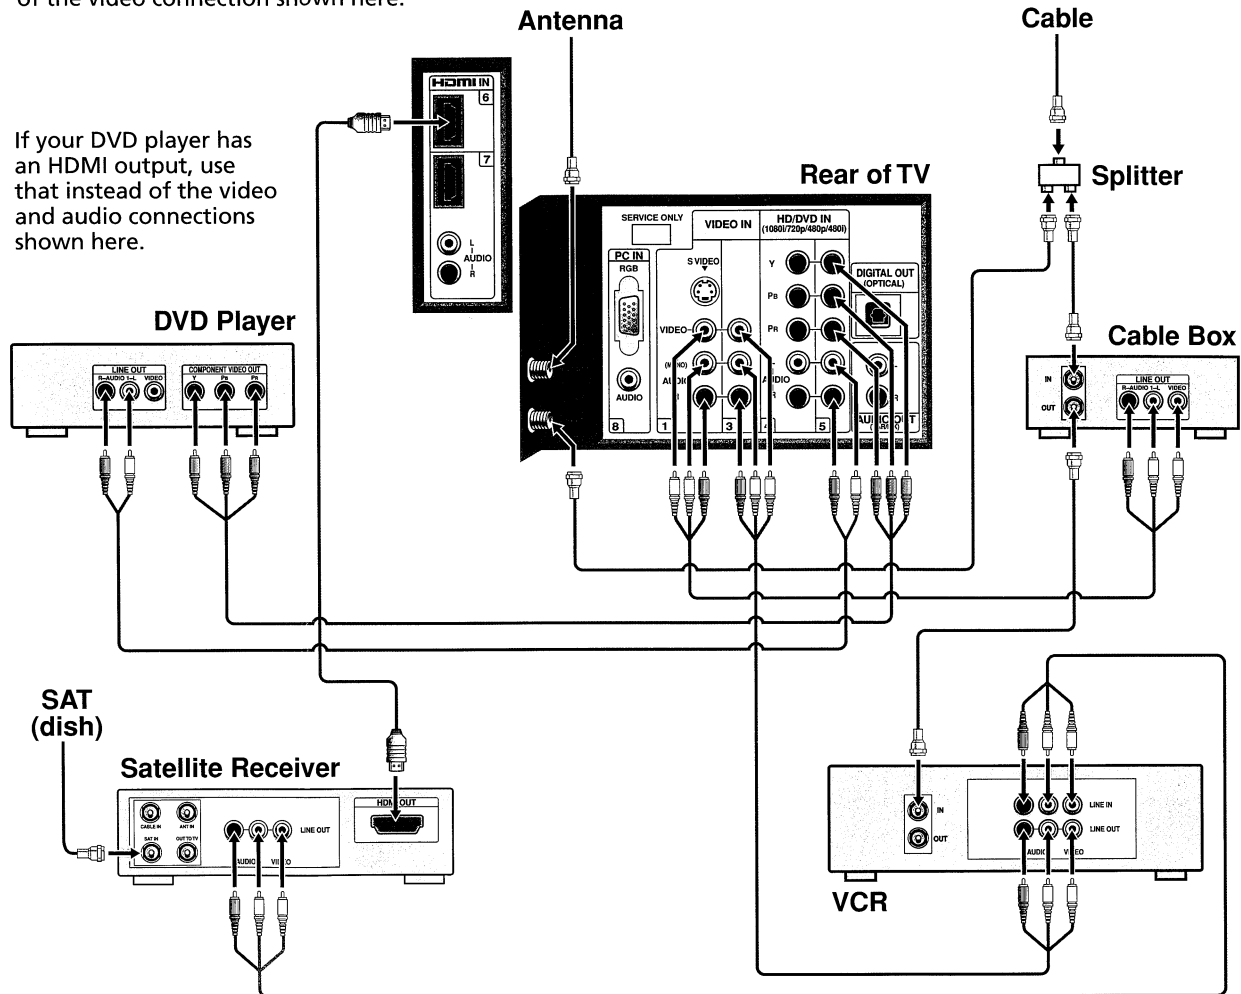 of the video connection shown here.
Antenna
Cable
HDMI IN
6
7
L
AUDIO
R
If your DVD player has
an HDMI output, use
that instead of the video
and audio connections
shown here.
Rear of TV
Splitter
SERVICE ONLY
VIDEO IN
HD/DVD IN
(1080i/720p/480p/480i)
PC IN
RGB
S VIDEO
Y
PB
PR
DIGITAL OUT
(OPTICAL)
VIDEO
(MONO)
AUDIO
AUDIO
R
AUDIO
R
R
AUDIO OUT
8
1
3
4
5
DVD Player
LINE OUT
R-AUDIO-L
VIDEO
COMPONENT VIDEO OUT
Y
PB
PR
Cable Box
IN
OUT
LINE OUT
R-AUDIO-L
VIDEO
SAT
(dish)
Satellite Receiver
CABLE IN
ANT IN
SAT IN
OUT TO TV
LINE OUT
AUDIO
VIDEO
HDMI OUT
IN
OUT
LINE IN
LINE OUT
AUDIO
VIDEO
VCR